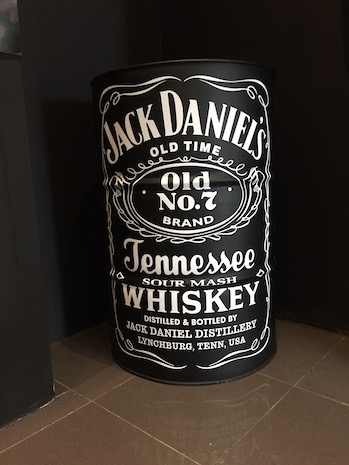 JACK DANIEL'S
OLD TIME
Old
No.7
BRAND
Tennessee
SOUR MASH
WHISKEY
DISTILLED & BOTTLED BY
JACK DANIEL DISTILLERY
LYNCHBURG, TENN, USA